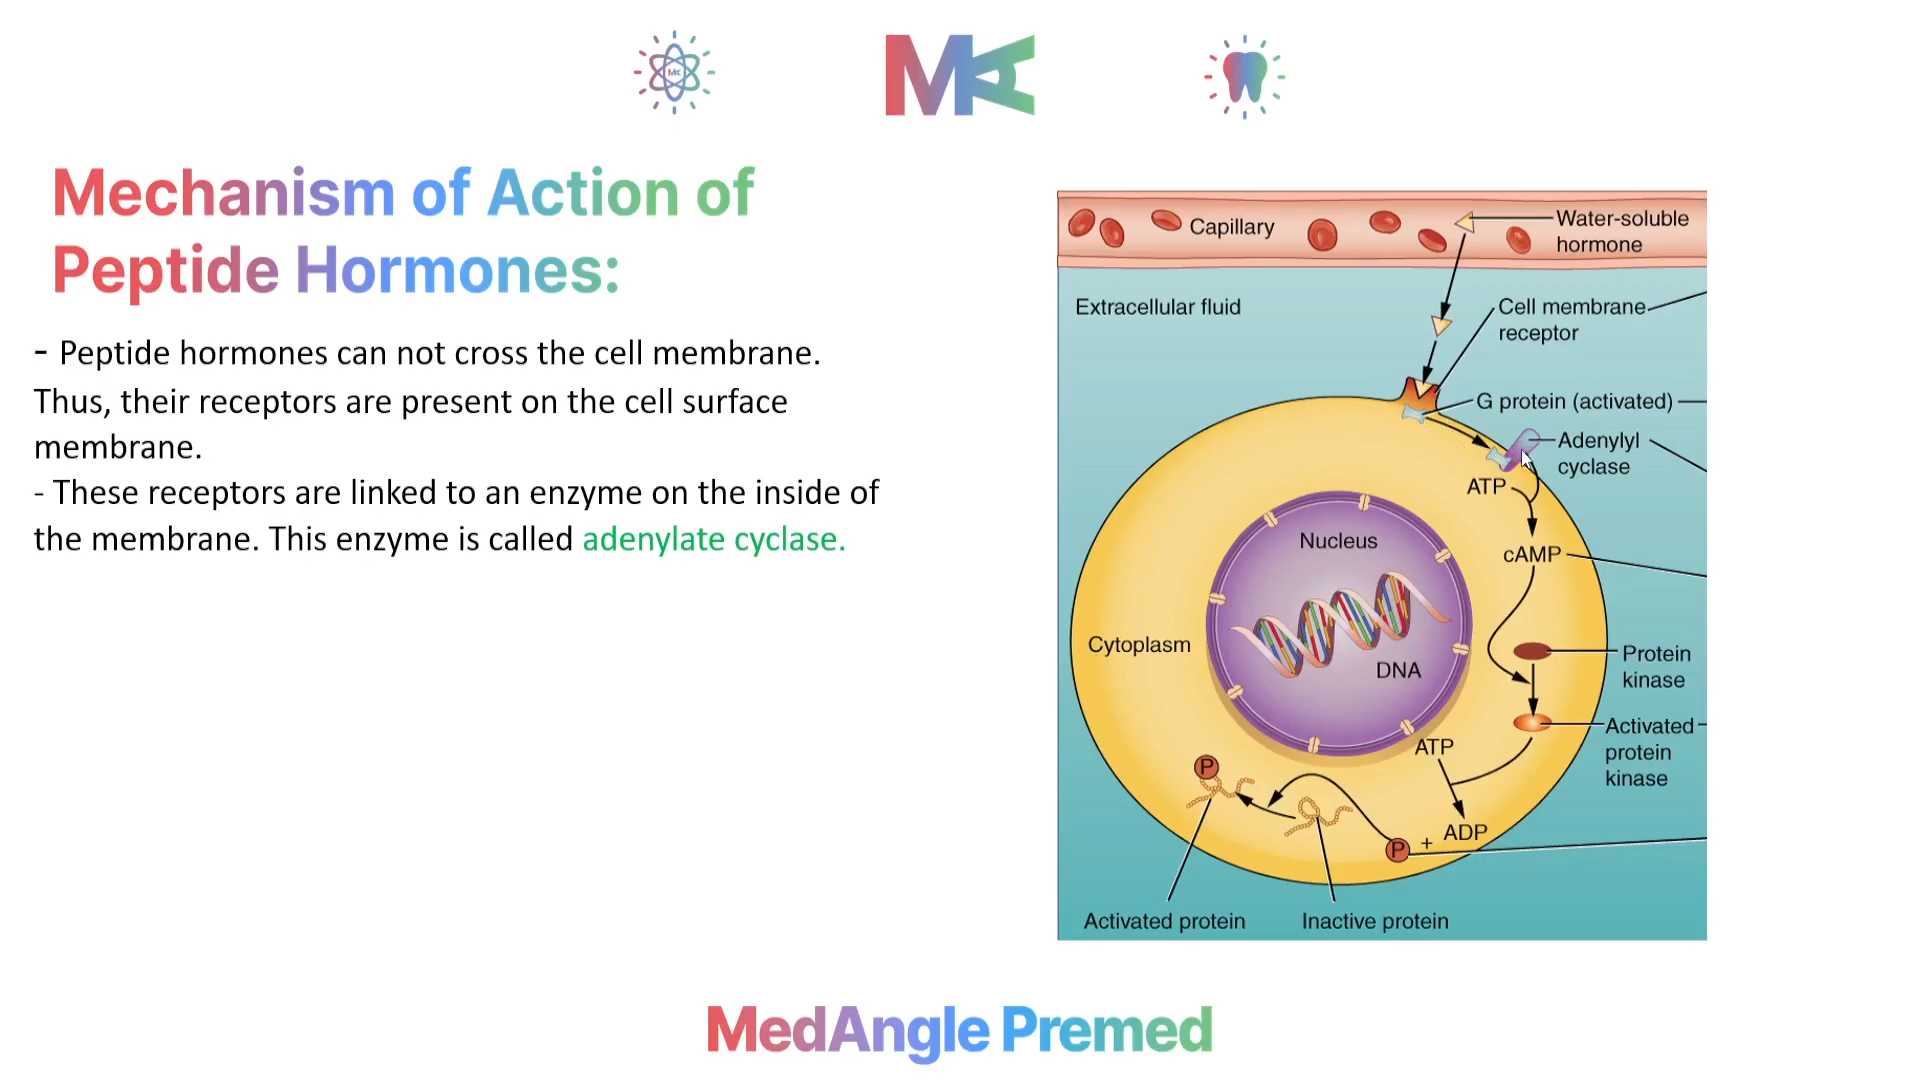 MA
MA
Mechanism of Action of
Peptide Hormones:
- Peptide hormones can not cross the cell membrane.
Thus, their receptors are present on the cell surface
membrane.
- These receptors are linked to an enzyme on the inside of
the membrane. This enzyme is called adenylate cyclase.
Capillary
Water-soluble
hormone
Extracellular fluid
Cell membrane
receptor
G protein (activated)
Adenylyl
cyclase
ATP
cAMP
Nucleus
DNA
Cytoplasm
Protein
kinase
Activated
protein
kinase
ATP
ADP
P +
P
Activated protein
Inactive protein
MedAngle Premed